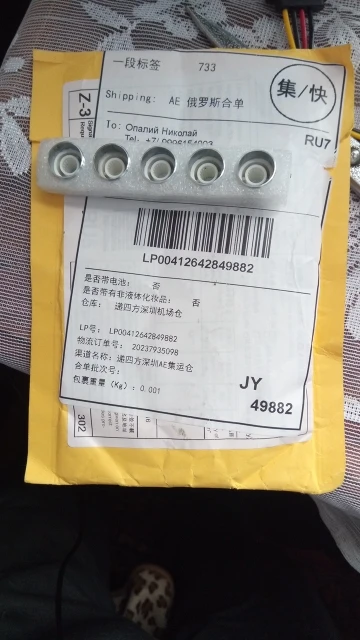 一段标签 733
集/快
Shipping: AE 俄罗斯合单
Z-3
To: Опалий Николай
RU7
LP00412642849882
是否带电池: 否
是否带有非液体化妆品: 否
仓库: 递四方深圳机场仓
LP号: LP00412642849882
物流订单号: 20237935098
渠道名称: 递四方深圳AE集运仓
合单批次号:
包裹重量 (Kg): 0.001
JY
49882
302